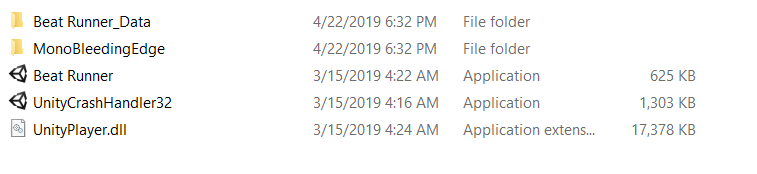 Beat Runner_Data 4/22/2019 6:32 PM File folder
MonoBleedingEdge 4/22/2019 6:32 PM File folder
Beat Runner 3/15/2019 4:22 AM Application 625 KB
UnityCrashHandler32 3/15/2019 4:16 AM Application 1,303 KB
UnityPlayer.dll 3/15/2019 4:24 AM Application extens... 17,378 KB